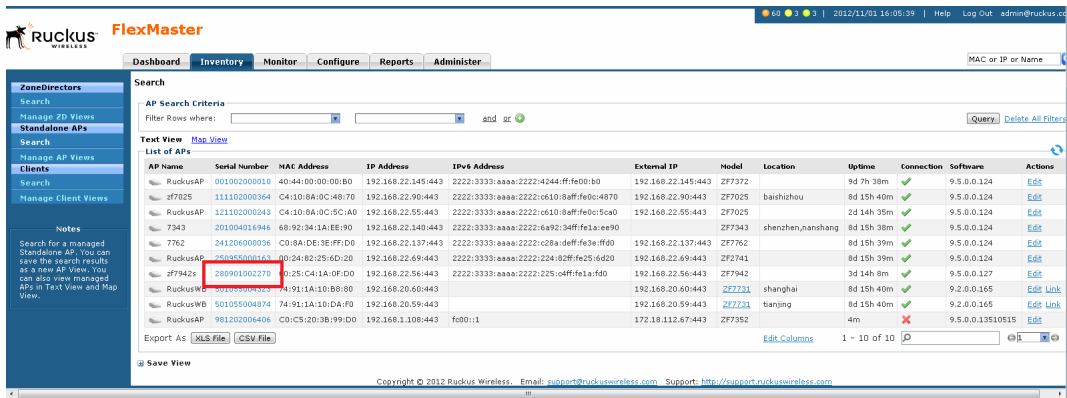 60 3 3 | 2012/11/01 16:05:39 | Help Log Out admin@ruckus.co
Ruckus WIRELESS FlexMaster
Dashboard Inventory Monitor Configure Reports Administer MAC or IP or Name
ZoneDirectors
Search
Manage ZD Views
Standalone APs
Search
Manage AP Views
Clients
Search
Manage Client Views
Notes
Search for a managed
Standalone AP. You can
save the search results
as a new AP View. You
can also view managed
APs in Text View and Map
View.
Search
AP Search Criteria
Filter Rows where: and or Query Delete All Filters
Text View Map View
List of APs
AP Name Serial Number MAC Address IP Address IPv6 Address External IP Model Location Uptime Connection Software Actions
RuckusAP 001002000010 40:44:00:00:00:B0 192.168.22.145:443 2222:3333:aaaa:2222:4244:ff:fe00:b0 192.168.22.145:443 ZF7372 9d 7h 38m 9.5.0.0.124 Edit
zf7025 111102000364 C4:10:8A:0C:48:70 192.168.22.90:443 2222:3333:aaaa:2222:c610:8aff:fe0c:4870 192.168.22.90:443 ZF7025 baishizhou 8d 15h 40m 9.5.0.0.124 Edit
RuckusAP 121102000243 C4:10:8A:0C:5C:A0 192.168.22.55:443 2222:3333:aaaa:2222:c610:8aff:fe0c:5ca0 192.168.22.55:443 ZF7025 2d 14h 35m 9.5.0.0.124 Edit
7343 201004016946 68:92:34:1A:EE:90 192.168.22.140:443 2222:3333:aaaa:2222:6a92:34ff:fe1a:ee90 ZF7343 shenzhen,nanshang 8d 15h 38m 9.5.0.0.124 Edit
7762 241206000036 C0:8A:DE:3E:FF:D0 192.168.22.137:443 2222:3333:aaaa:2222:c28a:deff:fe3e:ffd0 192.168.22.137:443 ZF7762 8d 15h 39m 9.5.0.0.124 Edit
RuckusAP 250955000163 00:24:82:25:6D:20 192.168.22.69:443 2222:3333:aaaa:2222:224:82ff:fe25:6d20 192.168.22.69:443 ZF2741 8d 15h 39m 9.5.0.0.124 Edit
zf7942s 280901002270 00:25:C4:1A:0F:D0 192.168.22.56:443 2222:3333:aaaa:2222:225:c4ff:fe1a:fd0 192.168.22.56:443 ZF7942 3d 14h 8m 9.5.0.0.127 Edit
RuckusWB 501055004323 74:91:1A:10:B8:80 192.168.20.60:443 192.168.20.60:443 ZF7731 shanghai 8d 15h 40m 9.2.0.0.165 Edit Link
RuckusWB 501055004874 74:91:1A:10:DA:F0 192.168.20.59:443 192.168.20.59:443 ZF7731 tianjing 8d 15h 40m 9.2.0.0.165 Edit Link
RuckusAP 981202006406 C0:C5:20:3B:99:D0 192.168.1.108:443 fc00::1 172.18.112.67:443 ZF7352 4m 9.5.0.0.13510515 Edit
Export As XLS File CSV File Edit Columns 1 - 10 of 10 1
Save View
Copyright © 2012 Ruckus Wireless. Email: support@ruckuswireless.com Support: http://support.ruckuswireless.com